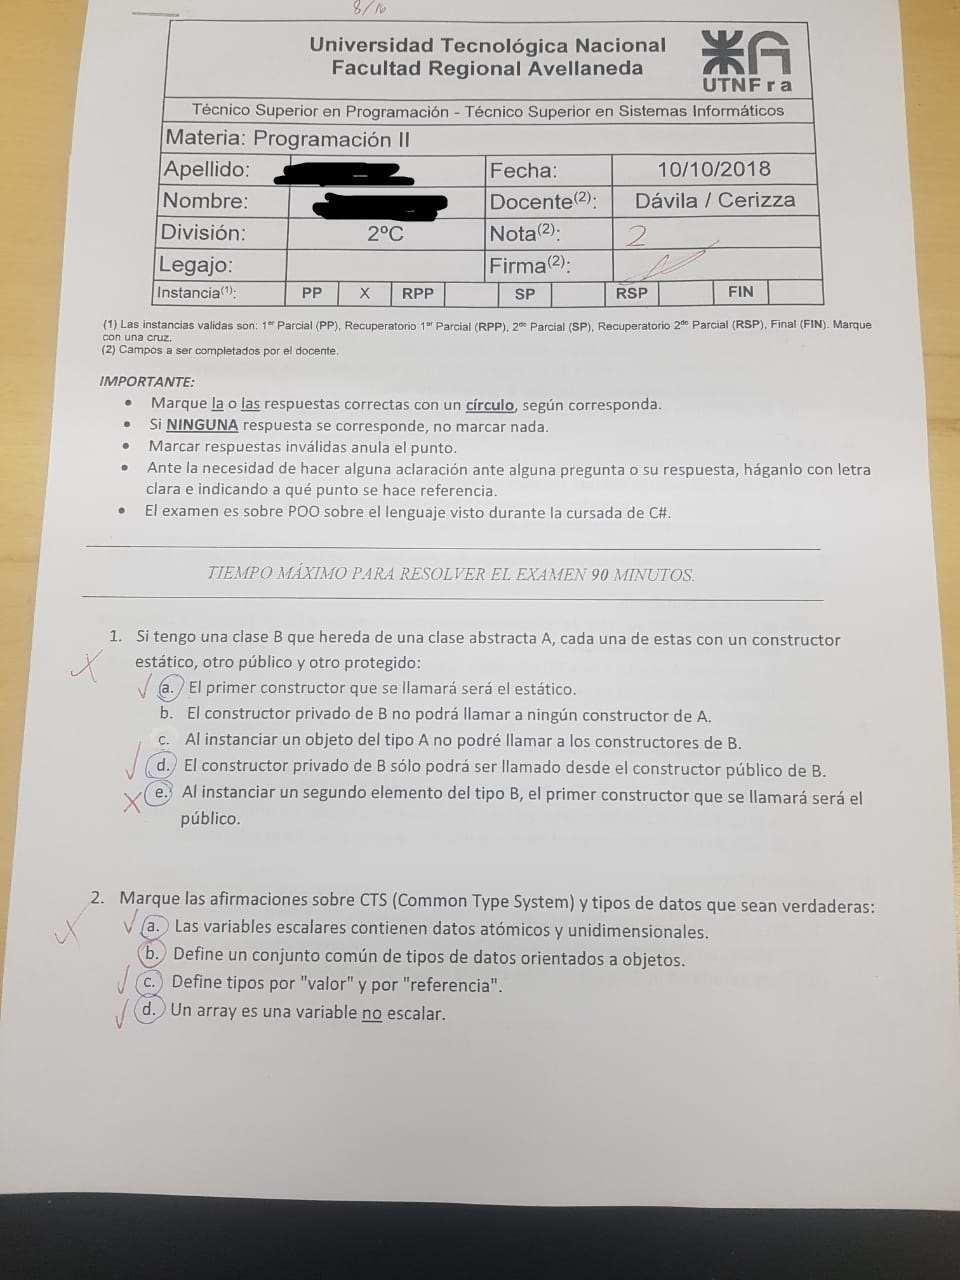 8/16
Universidad Tecnológica Nacional
Facultad Regional Avellaneda
UTNFra
Técnico Superior en Programación - Técnico Superior en Sistemas Informáticos
Materia: Programación II
Apellido: Fecha: 10/10/2018
Nombre: Docente(2): Dávila / Cerizza
División: 2ºC Nota(2): 2
Legajo: Firma(2):
Instancia(1): PP X RPP SP RSP FIN
(1) Las instancias validas son: 1er Parcial (PP), Recuperatorio 1er Parcial (RPP), 2do Parcial (SP), Recuperatorio 2do Parcial (RSP), Final (FIN). Marque
con una cruz.
(2) Campos a ser completados por el docente.
IMPORTANTE:
• Marque la o las respuestas correctas con un círculo, según corresponda.
• Si NINGUNA respuesta se corresponde, no marcar nada.
• Marcar respuestas inválidas anula el punto.
• Ante la necesidad de hacer alguna aclaración ante alguna pregunta o su respuesta, háganlo con letra
clara e indicando a qué punto se hace referencia.
• El examen es sobre POO sobre el lenguaje visto durante la cursada de C#.
TIEMPO MÁXIMO PARA RESOLVER EL EXAMEN 90 MINUTOS.
1. Si tengo una clase B que hereda de una clase abstracta A, cada una de estas con un constructor
estático, otro público y otro protegido:
a. El primer constructor que se llamará será el estático.
b. El constructor privado de B no podrá llamar a ningún constructor de A.
c. Al instanciar un objeto del tipo A no podré llamar a los constructores de B.
d. El constructor privado de B sólo podrá ser llamado desde el constructor público de B.
e. Al instanciar un segundo elemento del tipo B, el primer constructor que se llamará será el
público.
2. Marque las afirmaciones sobre CTS (Common Type System) y tipos de datos que sean verdaderas:
a. Las variables escalares contienen datos atómicos y unidimensionales.
b. Define un conjunto común de tipos de datos orientados a objetos.
c. Define tipos por "valor" y por "referencia".
d. Un array es una variable no escalar.